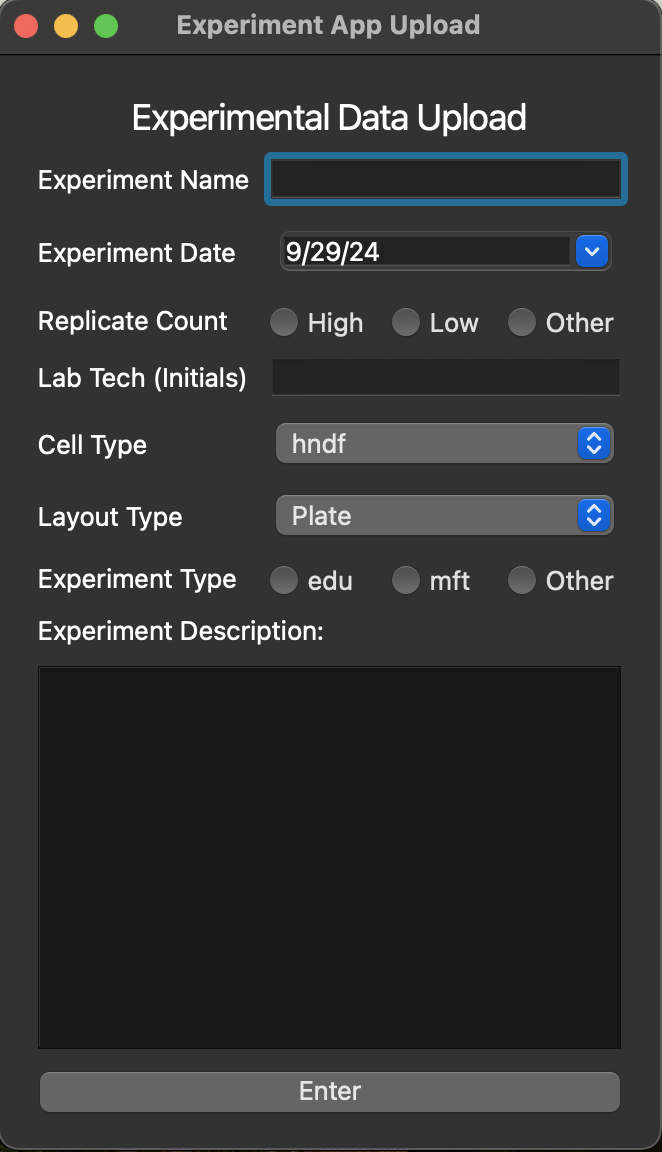 Experiment App Upload
Experimental Data Upload
Experiment Name
Experiment Date 9/29/24
Replicate Count High Low Other
Lab Tech (Initials)
Cell Type hndf
Layout Type Plate
Experiment Type edu mft Other
Experiment Description:
Enter